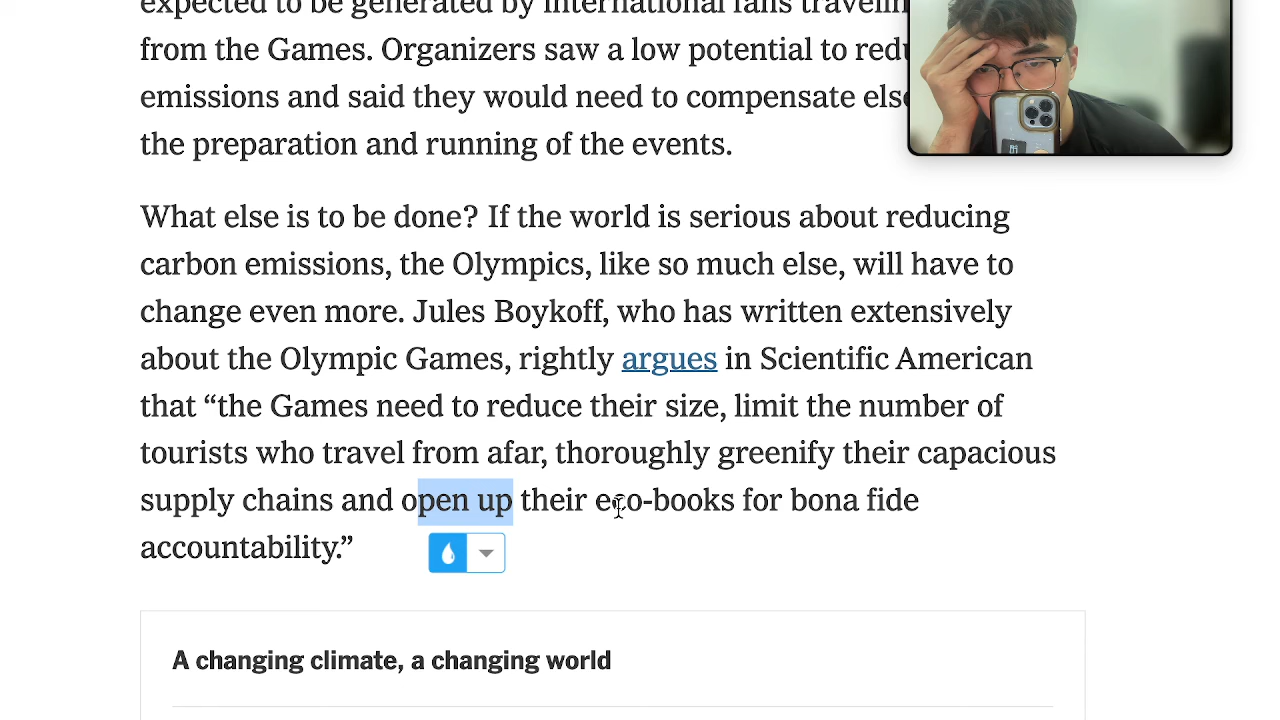 expected to be generated by international fans
from the Games. Organizers saw a low potential to
emissions and said they would need to compensate
the preparation and running of the events.
What else is to be done? If the world is serious about reducing
carbon emissions, the Olympics, like so much else, will have to
change even more. Jules Boykoff, who has written extensively
about the Olympic Games, rightly argues in Scientific American
that “the Games need to reduce their size, limit the number of
tourists who travel from afar, thoroughly greenify their capacious
supply chains and open up their eco-books for bona fide
accountability.”
A changing climate, a changing world